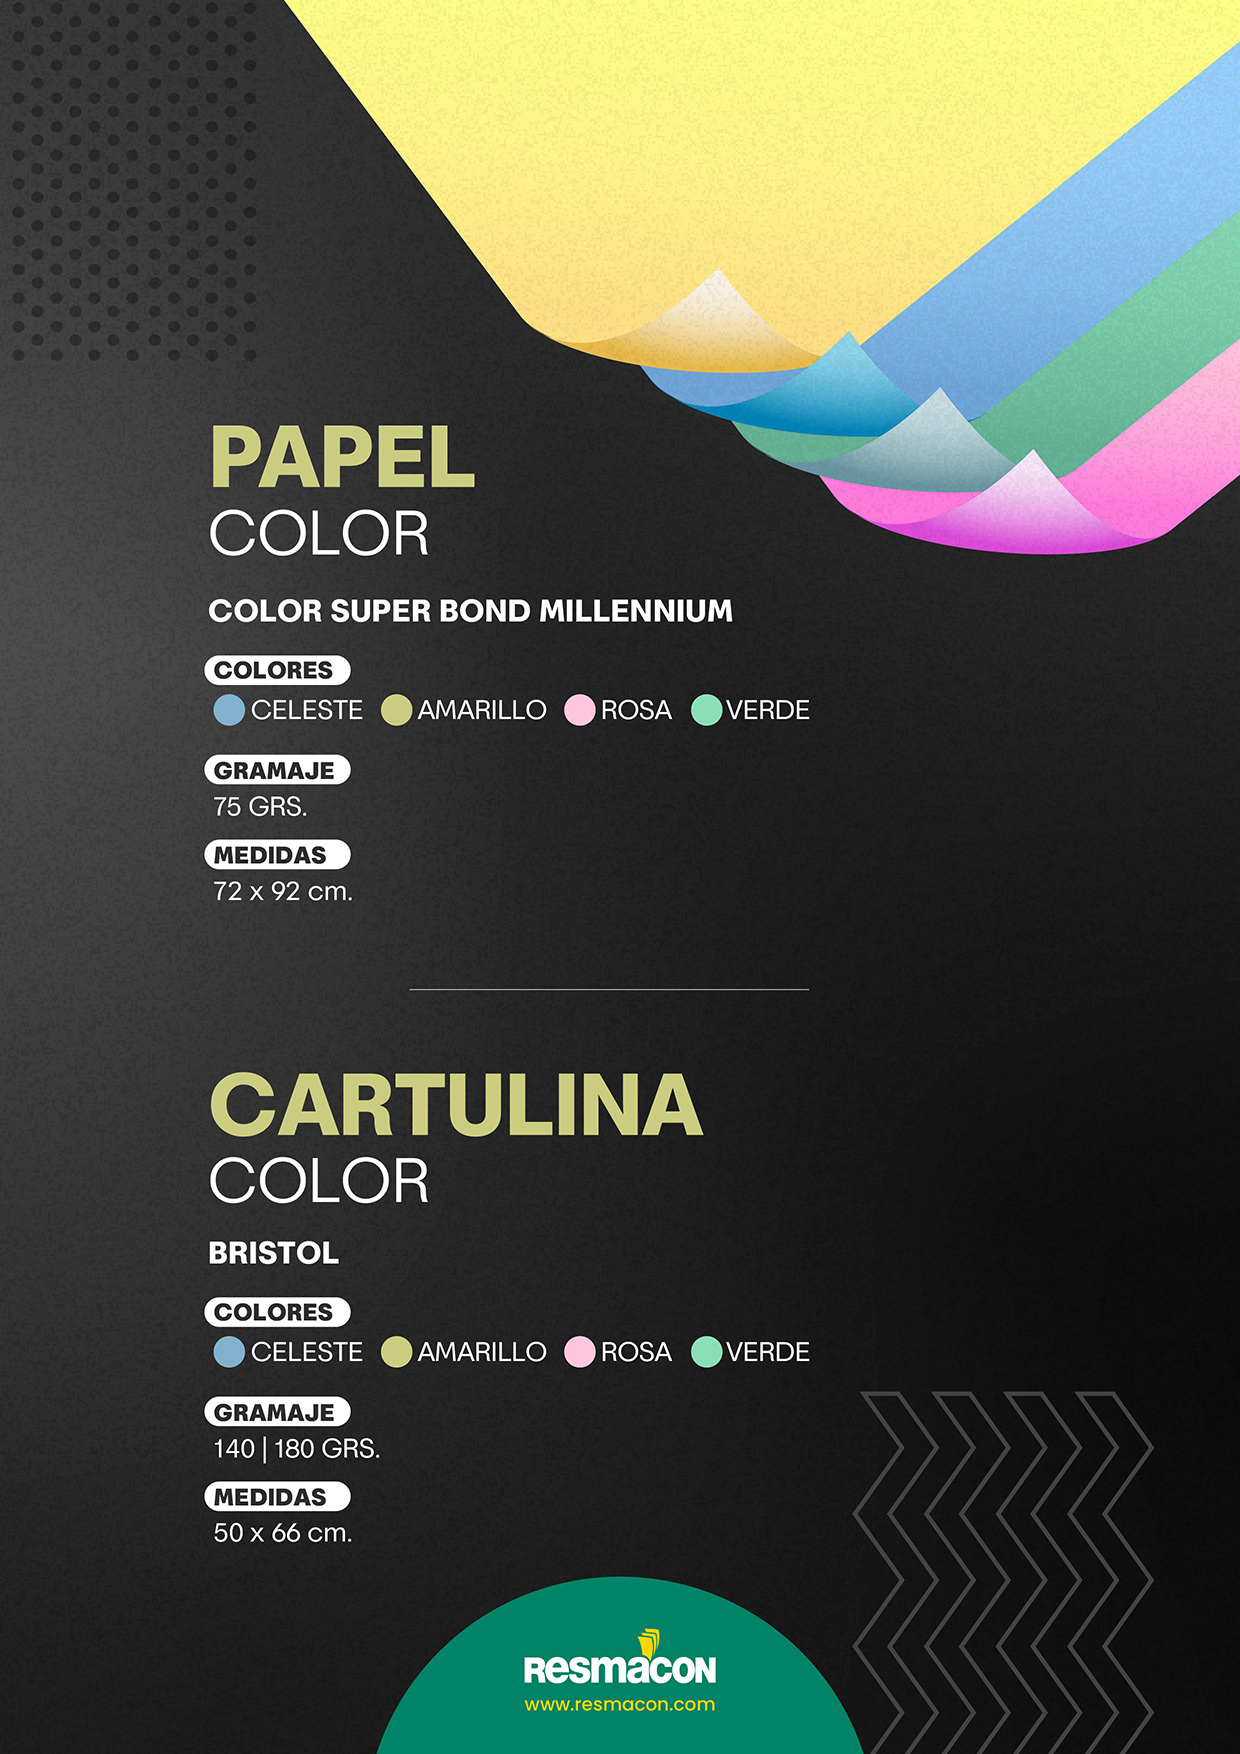 PAPEL
COLOR
COLOR SUPER BOND MILLENNIUM
COLORES
CELESTE AMARILLO ROSA VERDE
GRAMAJE
75 GRS.
MEDIDAS
72 x 92 cm.
CARTULINA
COLOR
BRISTOL
COLORES
CELESTE AMARILLO ROSA VERDE
GRAMAJE
140 | 180 GRS.
MEDIDAS
50 x 66 cm.
Resmacon
www.resmacon.com